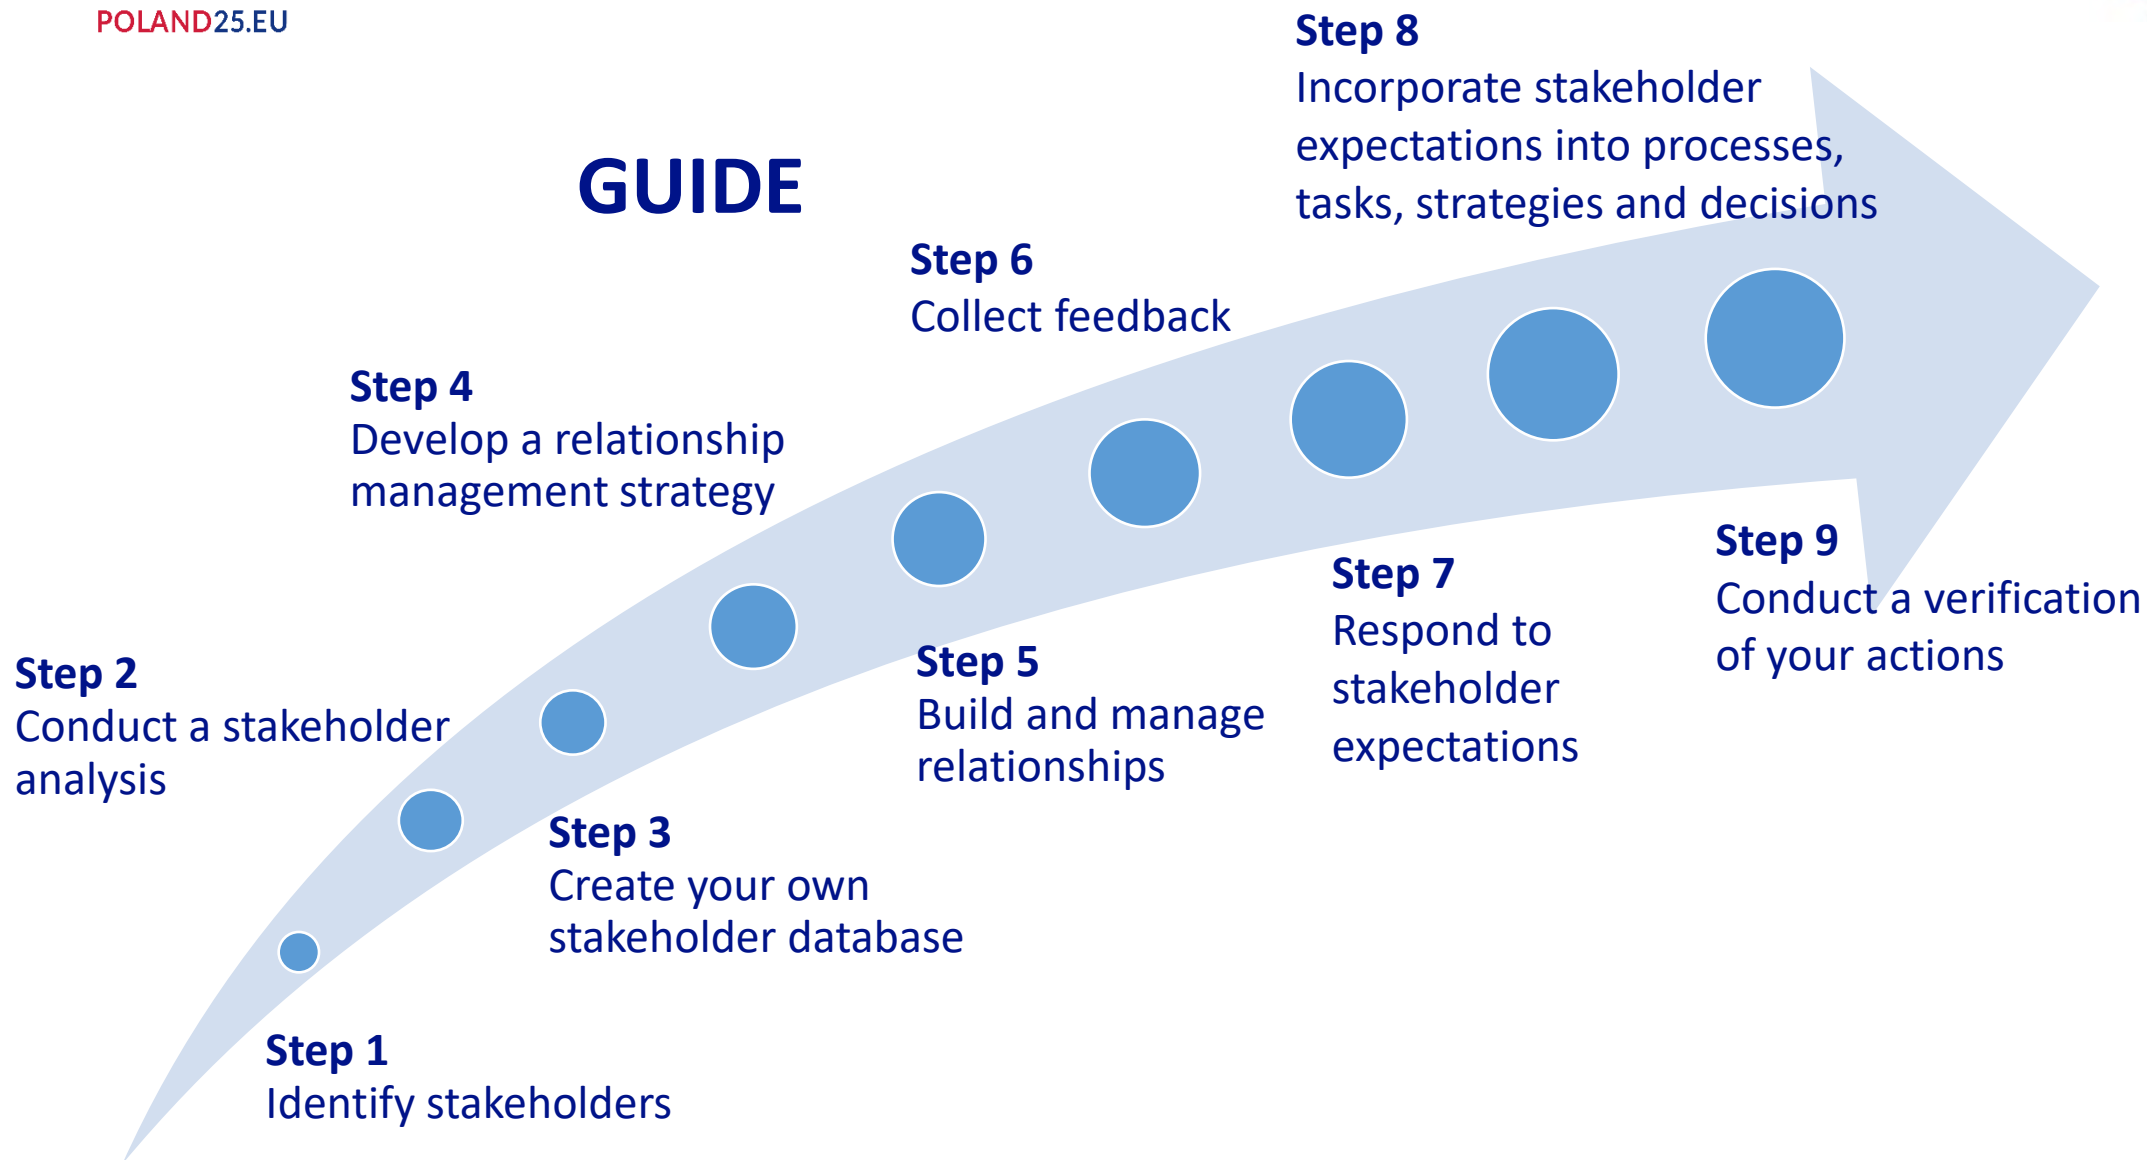 POLAND25.EU
GUIDE
Step 1
Identify stakeholders
Step 2
Conduct a stakeholder
analysis
Step 3
Create your own
stakeholder database
Step 4
Develop a relationship
management strategy
Step 5
Build and manage
relationships
Step 6
Collect feedback
Step 7
Respond to
stakeholder
expectations
Step 8
Incorporate stakeholder
expectations into processes,
tasks, strategies and decisions
Step 9
Conduct a verification
of your actions